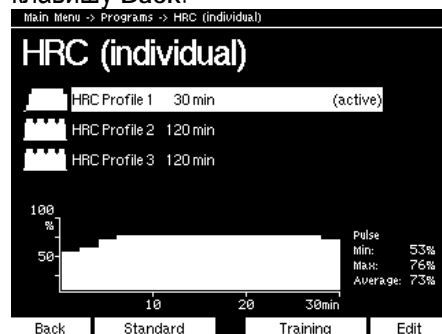 клавишу Back.
Main Menu -> Programs -> HRC (individual)
HRC (individual)
HRC Profile 1 30 min (active)
HRC Profile 2 120 min
HRC Profile 3 120 min
100
%
50
Pulse
Min: 53%
Max: 76%
Average: 73%
10 20 30min
Back Standard Training Edit